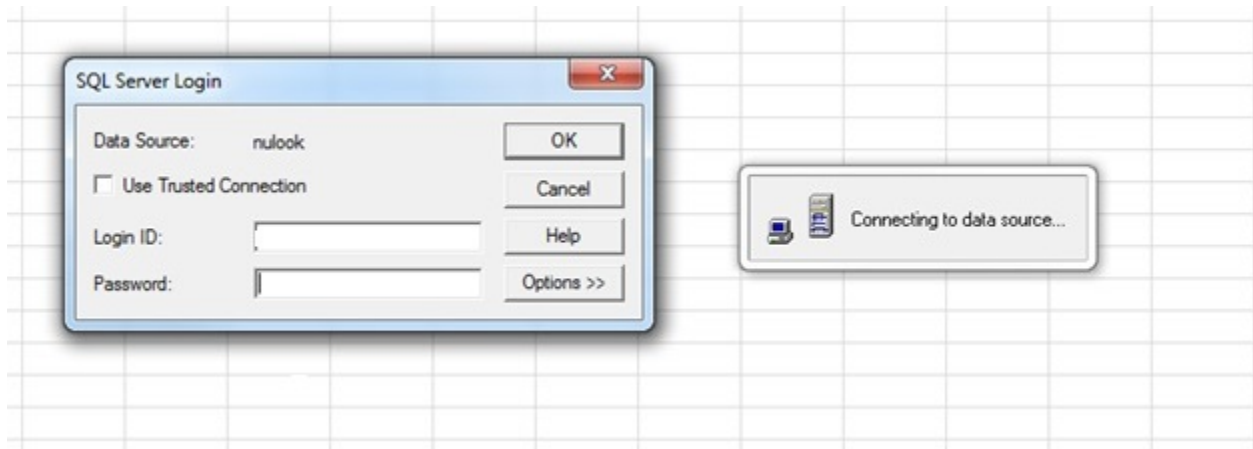 SQL Server Login
Data Source: nulook
OK
Use Trusted Connection
Cancel
Login ID:
Help
Password:
Options >>
Connecting to data source...